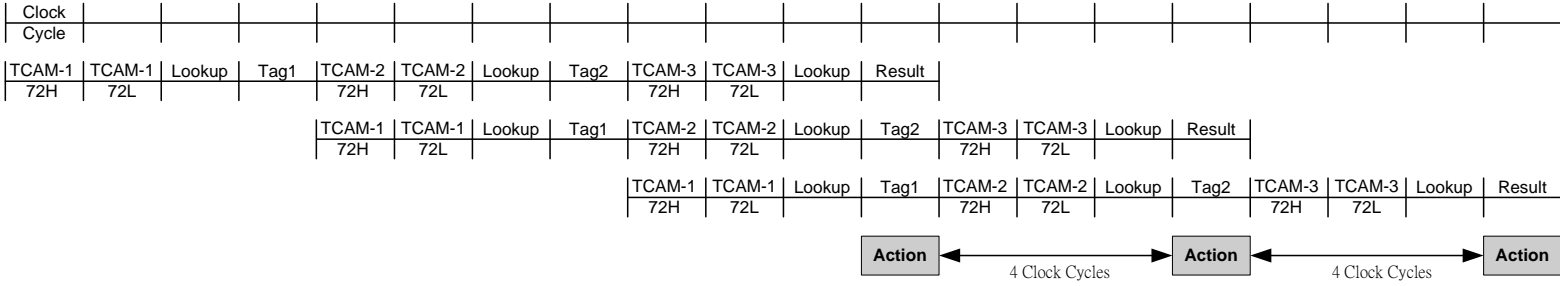 Clock
Cycle
TCAM-1 TCAM-1 Lookup Tag1 TCAM-2 TCAM-2 Lookup Tag2 TCAM-3 TCAM-3 Lookup Result
72H 72L 72H 72L 72H 72L
TCAM-1 TCAM-1 Lookup Tag1 TCAM-2 TCAM-2 Lookup Tag2 TCAM-3 TCAM-3 Lookup Result
72H 72L 72H 72L 72H 72L
TCAM-1 TCAM-1 Lookup Tag1 TCAM-2 TCAM-2 Lookup Tag2 TCAM-3 TCAM-3 Lookup Result
72H 72L 72H 72L 72H 72L
Action Action Action
4 Clock Cycles 4 Clock Cycles